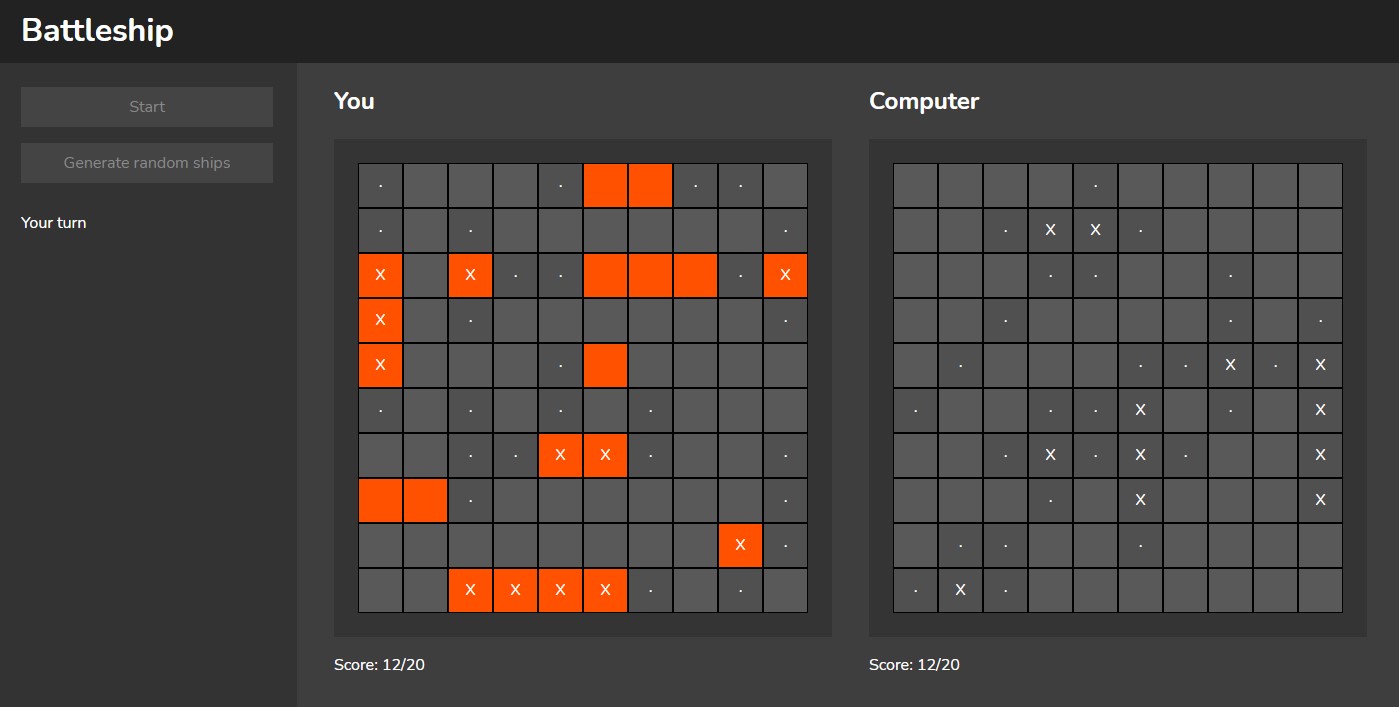 Battleship
Start
Generate random ships
Your turn
You
Computer
· · · ·
· · ·
X X · · · X
X · ·
X ·
· · · ·
· · X X · ·
· ·
X ·
X X X X · ·
Score: 12/20
·
· X X ·
· · ·
· · ·
· · · X · X
· · · X · X
· X · X · X
· X X
· · ·
· X ·
Score: 12/20